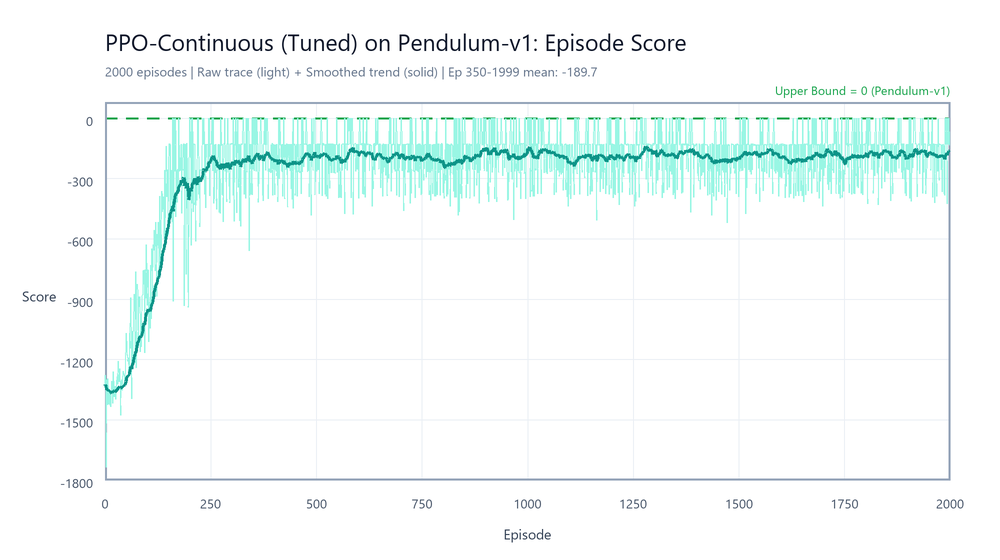 PPO-Continuous (Tuned) on Pendulum-v1: Episode Score
2000 episodes | Raw trace (light) + Smoothed trend (solid) | Ep 350-1999 mean: -189.7
Upper Bound = 0 (Pendulum-v1)
0
-300
-600
Score
-900
-1200
-1500
-1800
0 250 500 750 1000 1250 1500 1750 2000
Episode